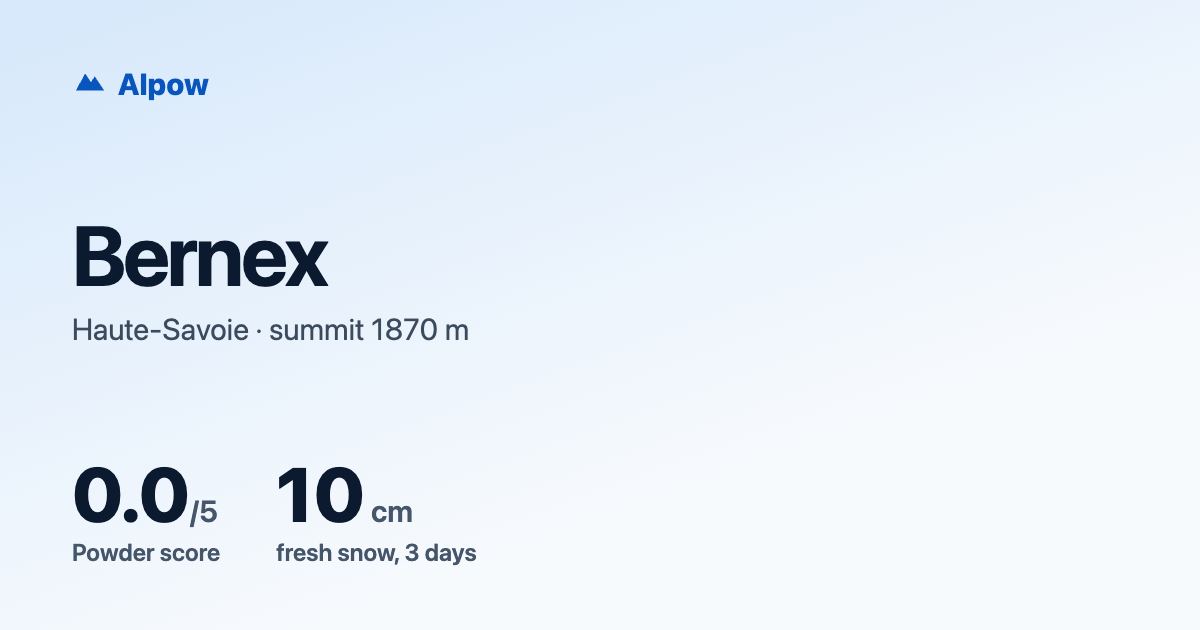 Alpow
Bernex
Haute-Savoie · summit 1870 m
0.0/5
Powder score
10 cm
fresh snow, 3 days